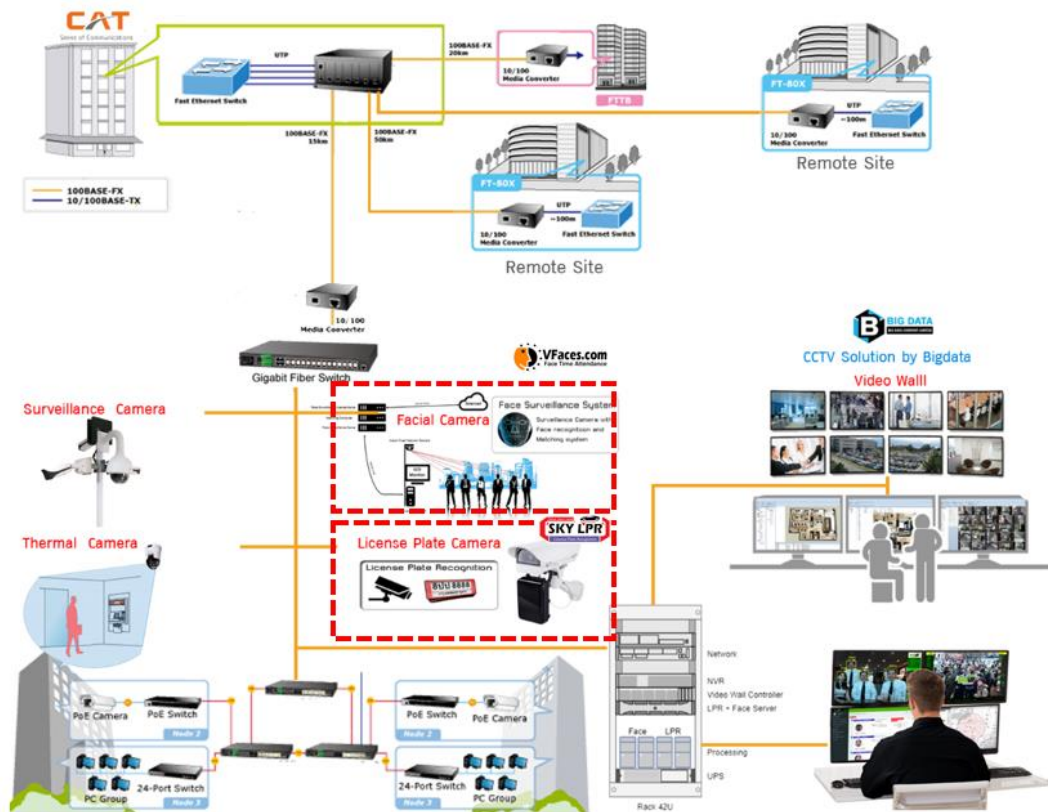 CAT
UTP
Fast Ethernet Switch
100BASE-FX
20km
10/100
Media Converter
FTTB
FT-80X
UTP
~100m
10/100
Media Converter
Fast Ethernet Switch
Remote Site
100BASE-FX
15km
100BASE-FX
50km
100BASE-FX
10/100BASE-TX
FT-80X
UTP
~100m
10/100
Media Converter
Fast Ethernet Switch
Remote Site
10/ 100
Media Converter
Gigabit Fiber Switch
VFaces.com
Face Time Attendance
BIG DATA
CCTV Solution by Bigdata
Video Walll
Surveillance Camera
Facial Camera
Face Surveillance System
Surveillance Camera with
Face recognition and
Matching system
Thermal Camera
License Plate Camera
SKY LPR
License Plate Recognition
Network
NVR
Video Wall Controller
LPR + Face Server
Face LPR
Processing
UPS
Rack 42U
PoE Camera
PoE Switch
Node 2
PoE Switch
PoE Camera
Node 2
PC Group
24-Port Switch
Node 3
24-Port Switch
PC Group
Node 3